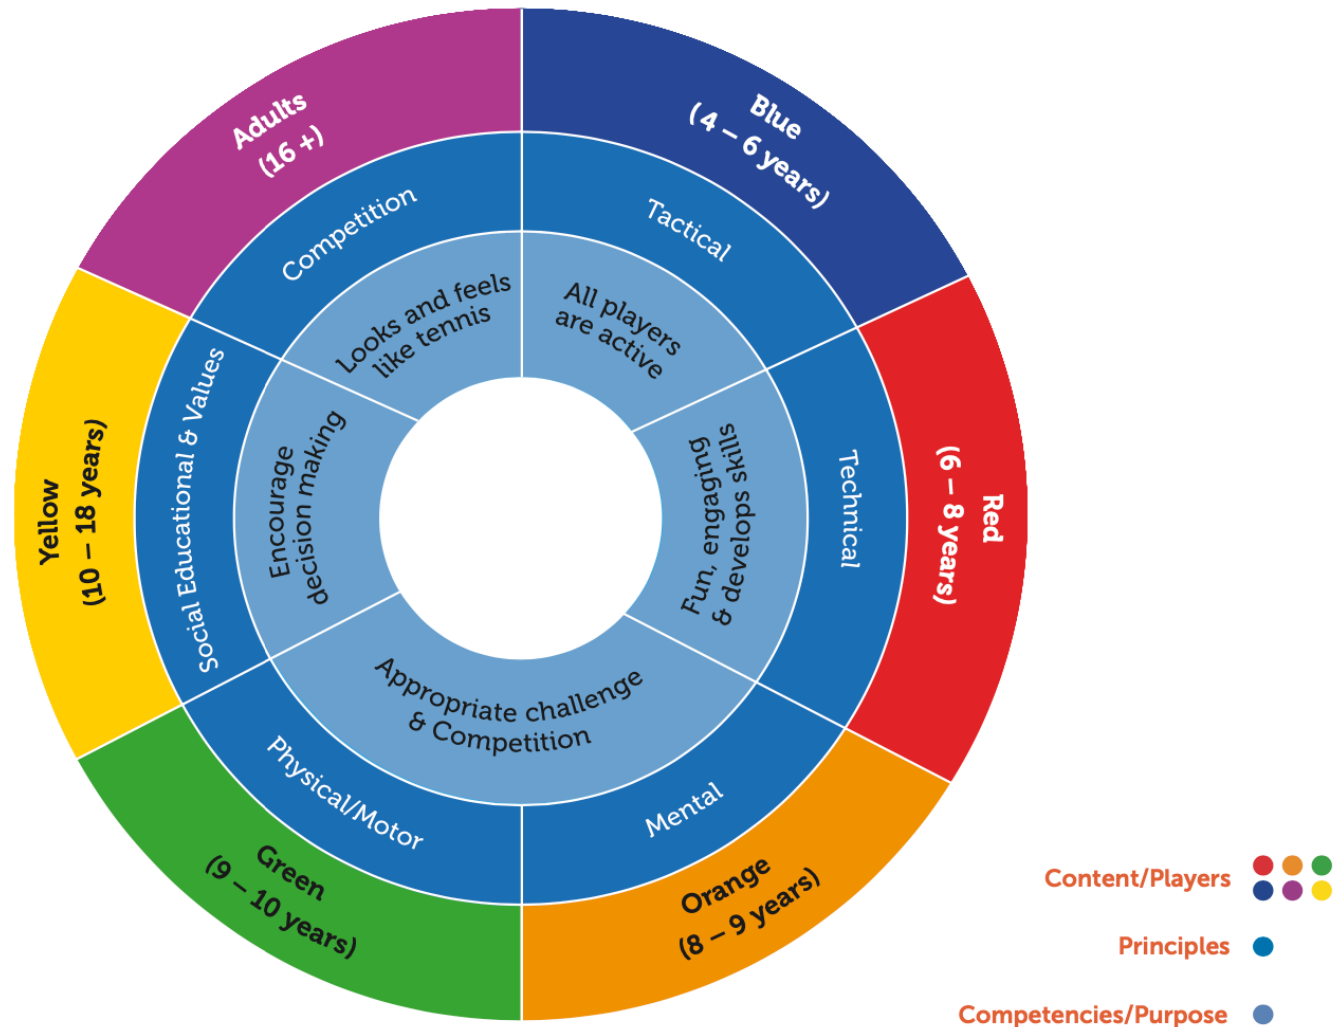 Adults
(16 +)
Blue
(4 – 6 years)
Red
(6 – 8 years)
Orange
(8 – 9 years)
Green
(9 – 10 years)
Yellow
(10 – 18 years)
Competition
Tactical
Technical
Mental
Physical/Motor
Social Educational & Values
Looks and feels
like tennis
All players
are active
Fun, engaging
& develops skills
Appropriate challenge
& Competition
Encourage
decision making
Content/Players
Principles
Competencies/Purpose